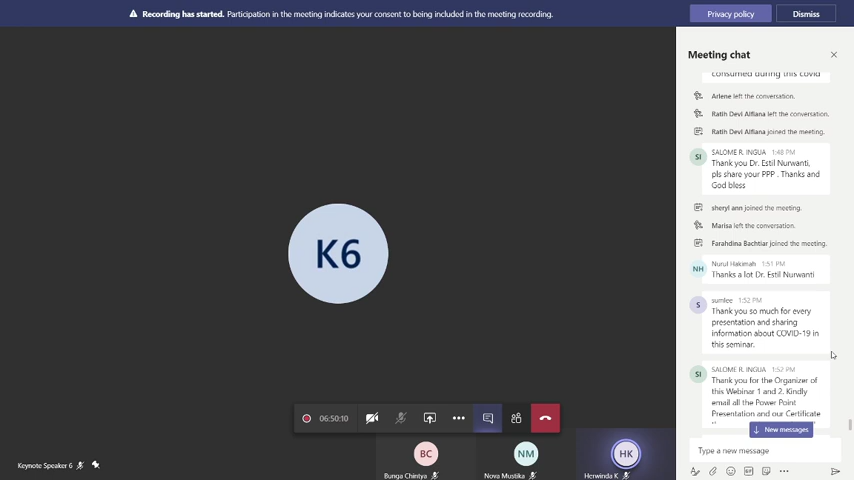 Recording has started. Participation in the meeting indicates your consent to being included in the meeting recording.
Privacy policy
Dismiss
Meeting chat
consumed during this covid
Arlene left the conversation.
Ratih Devi Alfiana left the conversation.
Ratih Devi Alfiana joined the meeting.
SI
SALOME R. INGUA 1:48 PM
Thank you Dr. Estil Nurwanti,
pls share your PPP . Thanks and
God bless
sheryl ann joined the meeting.
Marisa left the conversation.
Farahdina Bachtiar joined the meeting.
NH
Nurul Hakimah 1:51 PM
Thanks a lot Dr. Estil Nurwanti
S
sumlee 1:52 PM
Thank you so much for every
presentation and sharing
information about COVID-19 in
this seminar.
SI
SALOME R. INGUA 1:52 PM
Thank you for the Organizer of
this Webinar 1 and 2. Kindly
email all the Power Point
Presentation and our Certificate
New messages
Type a new message
K6
06:50:10
BC
NM
HK
Keynote Speaker 6
Bunga Chintya
Nova Mustika
Herwinda K